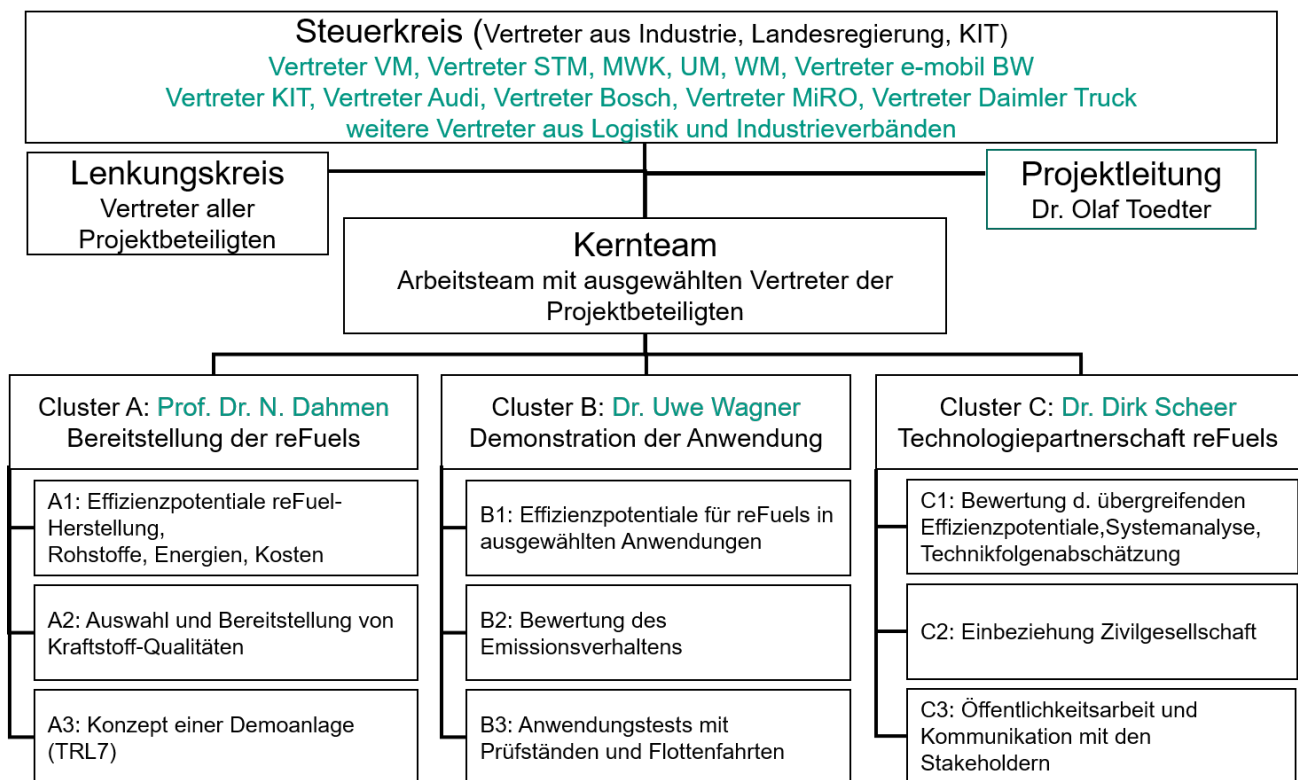 Steuerkreis (Vertreter aus Industrie, Landesregierung, KIT)
Vertreter VM, Vertreter STM, MWK, UM, WM, Vertreter e-mobil BW
Vertreter KIT, Vertreter Audi, Vertreter Bosch, Vertreter MiRO, Vertreter Daimler Truck
weitere Vertreter aus Logistik und Industrieverbänden
Lenkungskreis
Vertreter aller
Projektbeteiligten
Projektleitung
Dr. Olaf Toedter
Kernteam
Arbeitsteam mit ausgewählten Vertreter der
Projektbeteiligten
Cluster A: Prof. Dr. N. Dahmen
Bereitstellung der reFuels
A1: Effizienzpotentiale reFuel-
Herstellung,
Rohstoffe, Energien, Kosten
A2: Auswahl und Bereitstellung von
Kraftstoff-Qualitäten
A3: Konzept einer Demoanlage
(TRL7)
Cluster B: Dr. Uwe Wagner
Demonstration der Anwendung
B1: Effizienzpotentiale für reFuels in
ausgewählten Anwendungen
B2: Bewertung des
Emissionsverhaltens
B3: Anwendungstests mit
Prüfständen und Flottenfahrten
Cluster C: Dr. Dirk Scheer
Technologiepartnerschaft reFuels
C1: Bewertung d. übergreifenden
Effizienzpotentiale,Systemanalyse,
Technikfolgenabschätzung
C2: Einbeziehung Zivilgesellschaft
C3: Öffentlichkeitsarbeit und
Kommunikation mit den
Stakeholdern